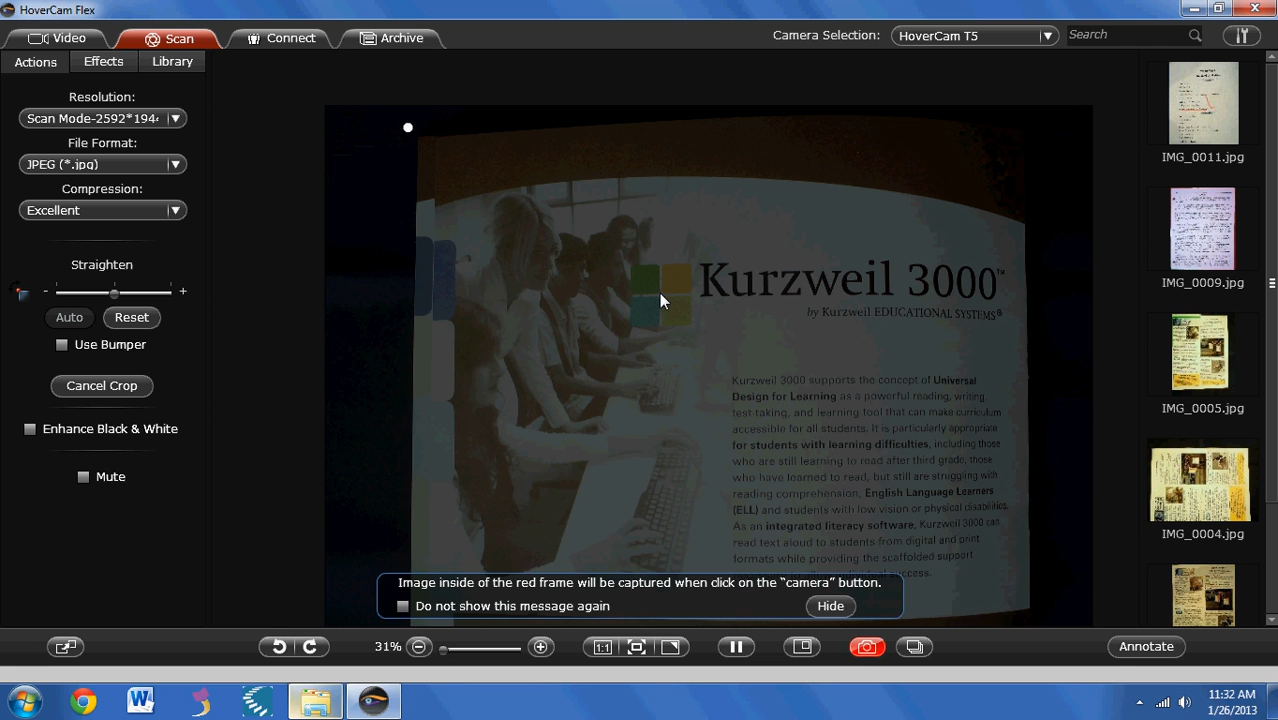 HoverCam Flex
Video
Scan
Connect
Archive
Camera Selection:
HoverCam T5
Search
Actions
Effects
Library
Resolution:
Scan Mode-2592*194
File Format:
JPEG (*.jpg)
Compression:
Excellent
Straighten
- +
Auto
Reset
Use Bumper
Cancel Crop
Enhance Black & White
Mute
Kurzweil 3000™
by Kurzweil EDUCATIONAL SYSTEMS®
Kurzweil 3000 supports the concept of Universal
Design for Learning as a powerful reading, writing,
test-taking, and learning tool that can make curriculum
accessible for all students. It is particularly appropriate
for students with learning difficulties, including those
who are still learning to read after third grade, those
who have learned to read, but still are struggling with
reading comprehension, English Language Learners
(ELL) and students with low vision or physical disabilities.
As an integrated literacy software, Kurzweil 3000 can
read text aloud to students from digital and print
formats while providing the scaffolded support
success.
Image inside of the red frame will be captured when click on the “camera” button.
Do not show this message again
Hide
IMG_0011.jpg
IMG_0009.jpg
IMG_0005.jpg
IMG_0004.jpg
31%
1:1
Annotate
W
11:32 AM
1/26/2013